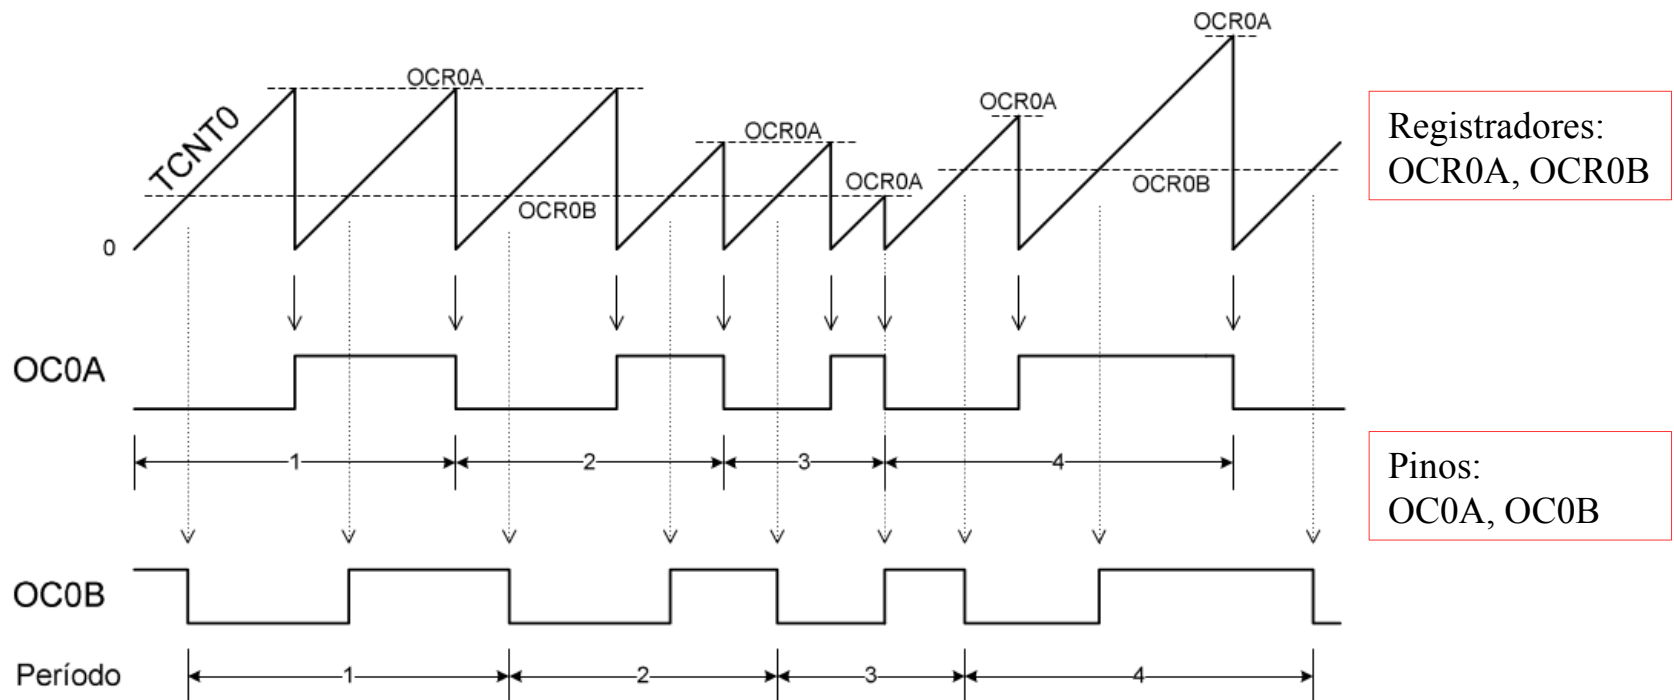 OCR0A
OCR0A
OCR0A
OCR0A
OCR0A
TCNT0
OCR0B
OCR0B
0
Registradores:
OCR0A, OCR0B
OC0A
1
2
3
4
Pinos:
OC0A, OC0B
OC0B
Período
1
2
3
4